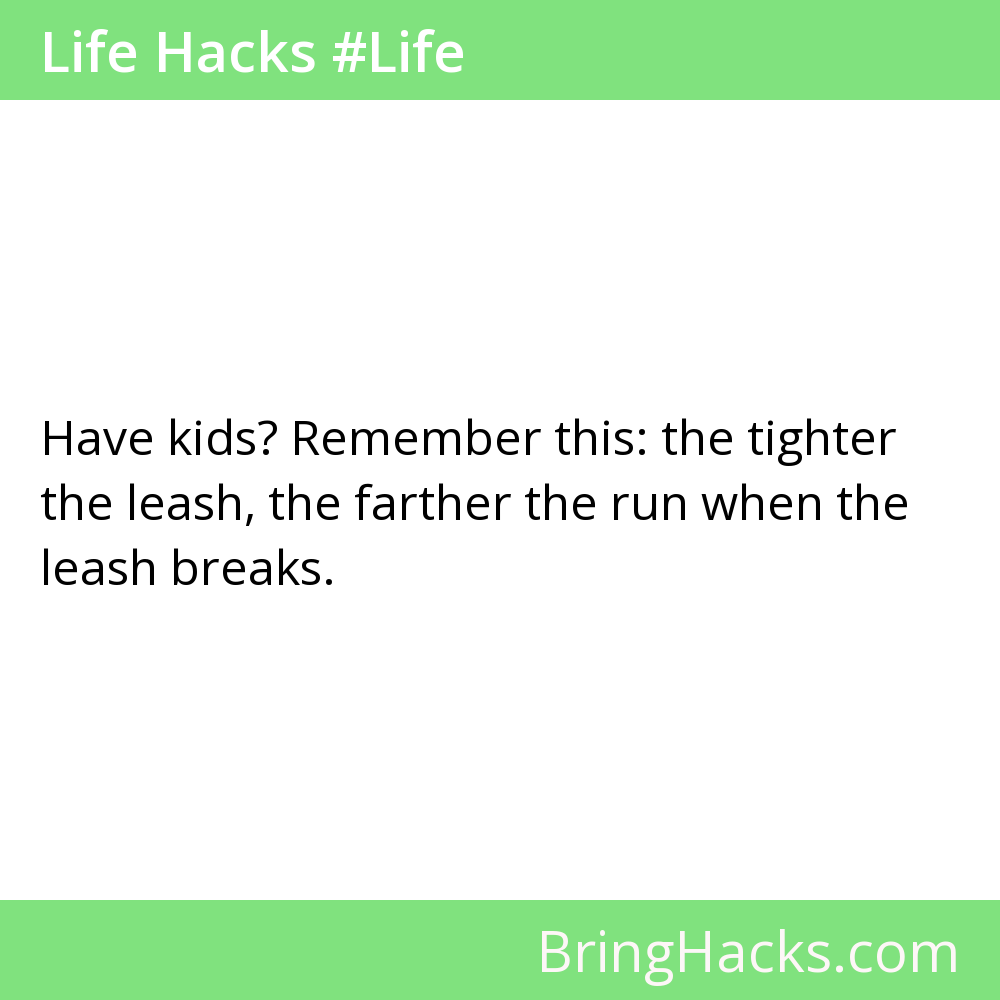 Life Hacks #Life
Have kids? Remember this: the tighter
the leash, the farther the run when the
leash breaks.
BringHacks.com